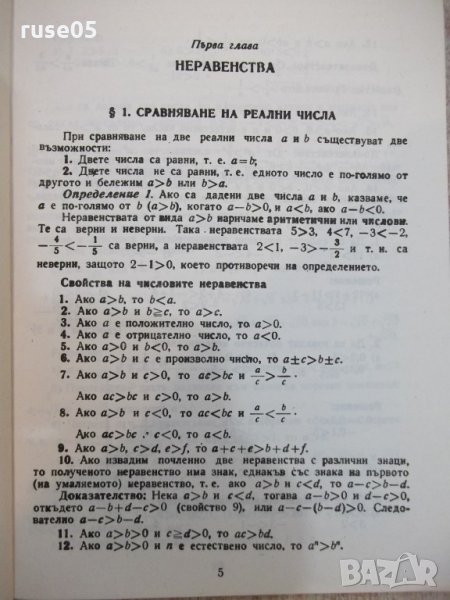 ruse05
Първа глава
НЕРАВЕНСТВА
§ 1. СРАВНЯВАНЕ НА РЕАЛНИ ЧИСЛА
При сравняване на две реални числа a и b съществуват две
възможности:
1. Двете числа са равни, т. е. a=b;
2. Двете числа не са равни, т. е. едното число е по-голямо от
другото и бележим a>b или b>a.
Определение 1. Ако са дадени две числа a и b, казваме, че
a е по-голямо от b (a>b), когато a—b>0, и a<b, ако a—b<0.
Неравенствата от вида a>b наричаме аритметични или числови.
Те са верни и неверни. Така неравенствата 5>3, 4<7, —3<—2,
—4/5<—1/5 са верни, а неравенствата 2<1, —3>—3/2 и т. н. са
неверни, защото 2—1>0, което противоречи на определението.
Свойства на числовите неравенства
1. Ако a>b, то b<a.
2. Ако a>b и b≧c, то a>c.
3. Ако a е положително число, то a>0.
4. Ако a е отрицателно число, то a<0.
5. Ако a>0 и b<0, то a>b.
6. Ако a>b и c е произволно число, то a±c>b±c.
7. Ако a>b и c>0, то ac>bc и a/c>b/c.
Ако ac>bc и c>0, то a>b.
8. Ако a>b и c<0, то ac<bc и a/c<b/c.
Ако ac>bc и c<0, то a<b.
9. Ако a>b, c>d, e>f, то a+c+e>b+d+f.
10. Ако извадим почленно две неравенства с различни знаци,
то полученото неравенство има знак, еднакъв със знака на първото
(на умаляемото) неравенство, т. е. ако a>b и c<d, то a—c>b—d.
Доказателство: Нека a>b и c<d, тогава a—b>0 и d—c>0,
откъдето a—b+d—c>0 (свойство 9), или a—c—(b—d)>0. Следо-
вателно a—c>b—d.
11. Ако a>b>0 и c≧d>0, то ac>bd.
12. Ако a>b>0 и n е естествено число, то aⁿ>bⁿ.
5
BAZAR.BG